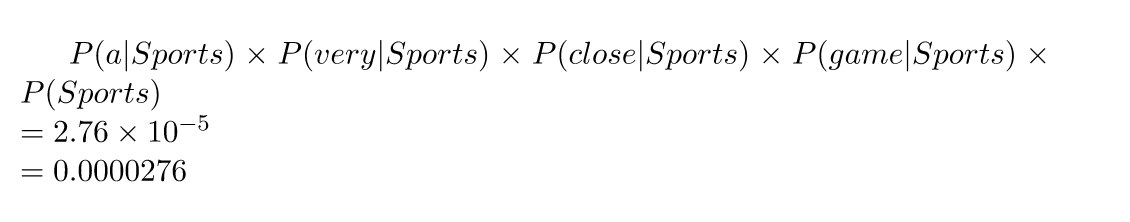 P(a|Sports) × P(very|Sports) × P(close|Sports) × P(game|Sports) ×
P(Sports)
= 2.76 × 10⁻⁵
= 0.0000276